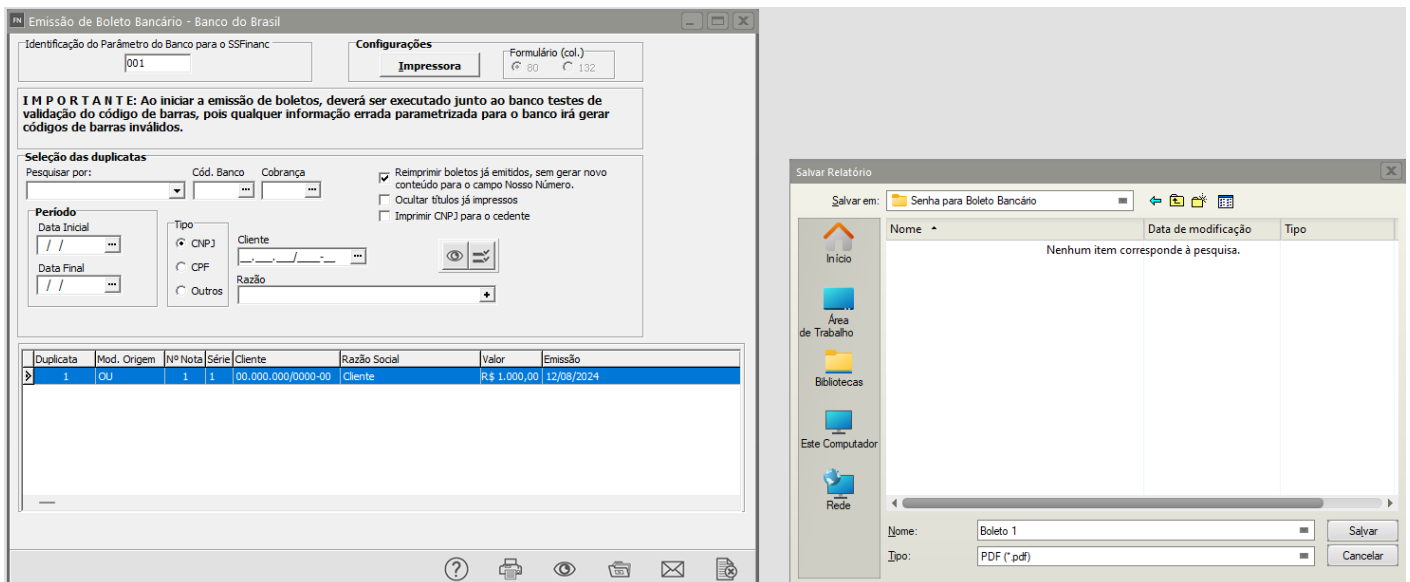 FN Emissão de Boleto Bancário - Banco do Brasil
Identificação do Parâmetro do Banco para o SSFinanc
001
Configurações
Impressora
Formulário (col.)
80 132
I M P O R T A N T E: Ao iniciar a emissão de boletos, deverá ser executado junto ao banco testes de
validação do código de barras, pois qualquer informação errada parametrizada para o banco irá gerar
códigos de barras inválidos.
Seleção das duplicatas
Pesquisar por: Cód. Banco Cobrança
Reimprimir boletos já emitidos, sem gerar novo
conteúdo para o campo Nosso Número.
Ocultar títulos já impressos
Imprimir CNPJ para o cedente
Período
Data Inicial
/ /
Data Final
/ /
Tipo
CNPJ
CPF
Outros
Cliente
__.___.___/____-__
Razão
Duplicata Mod. Origem Nº Nota Série Cliente Razão Social Valor Emissão
1 OU 1 1 00.000.000/0000-00 Cliente R$ 1.000,00 12/08/2024
Salvar Relatório
Salvar em: Senha para Boleto Bancário
Nome Data de modificação Tipo
Nenhum item corresponde à pesquisa.
Início
Área
de Trabalho
Bibliotecas
Este Computador
Rede
Nome: Boleto 1 Salvar
Tipo: PDF (*.pdf) Cancelar